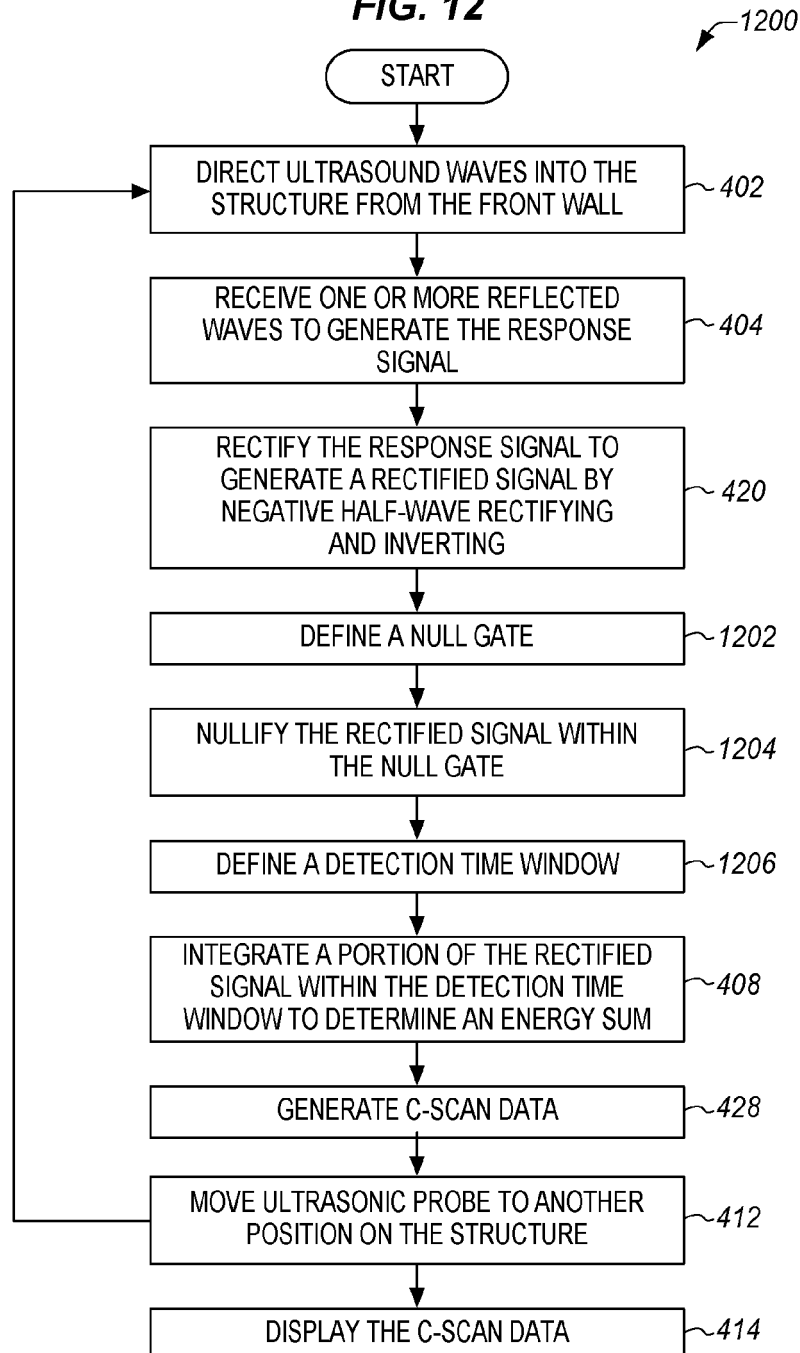 FIG. 12
1200
START
DIRECT ULTRASOUND WAVES INTO THE
STRUCTURE FROM THE FRONT WALL
402
RECEIVE ONE OR MORE REFLECTED
WAVES TO GENERATE THE RESPONSE
SIGNAL
404
RECTIFY THE RESPONSE SIGNAL TO
GENERATE A RECTIFIED SIGNAL BY
NEGATIVE HALF-WAVE RECTIFYING
AND INVERTING
420
DEFINE A NULL GATE
1202
NULLIFY THE RECTIFIED SIGNAL WITHIN
THE NULL GATE
1204
DEFINE A DETECTION TIME WINDOW
1206
INTEGRATE A PORTION OF THE RECTIFIED
SIGNAL WITHIN THE DETECTION TIME
WINDOW TO DETERMINE AN ENERGY SUM
408
GENERATE C-SCAN DATA
428
MOVE ULTRASONIC PROBE TO ANOTHER
POSITION ON THE STRUCTURE
412
DISPLAY THE C-SCAN DATA
414